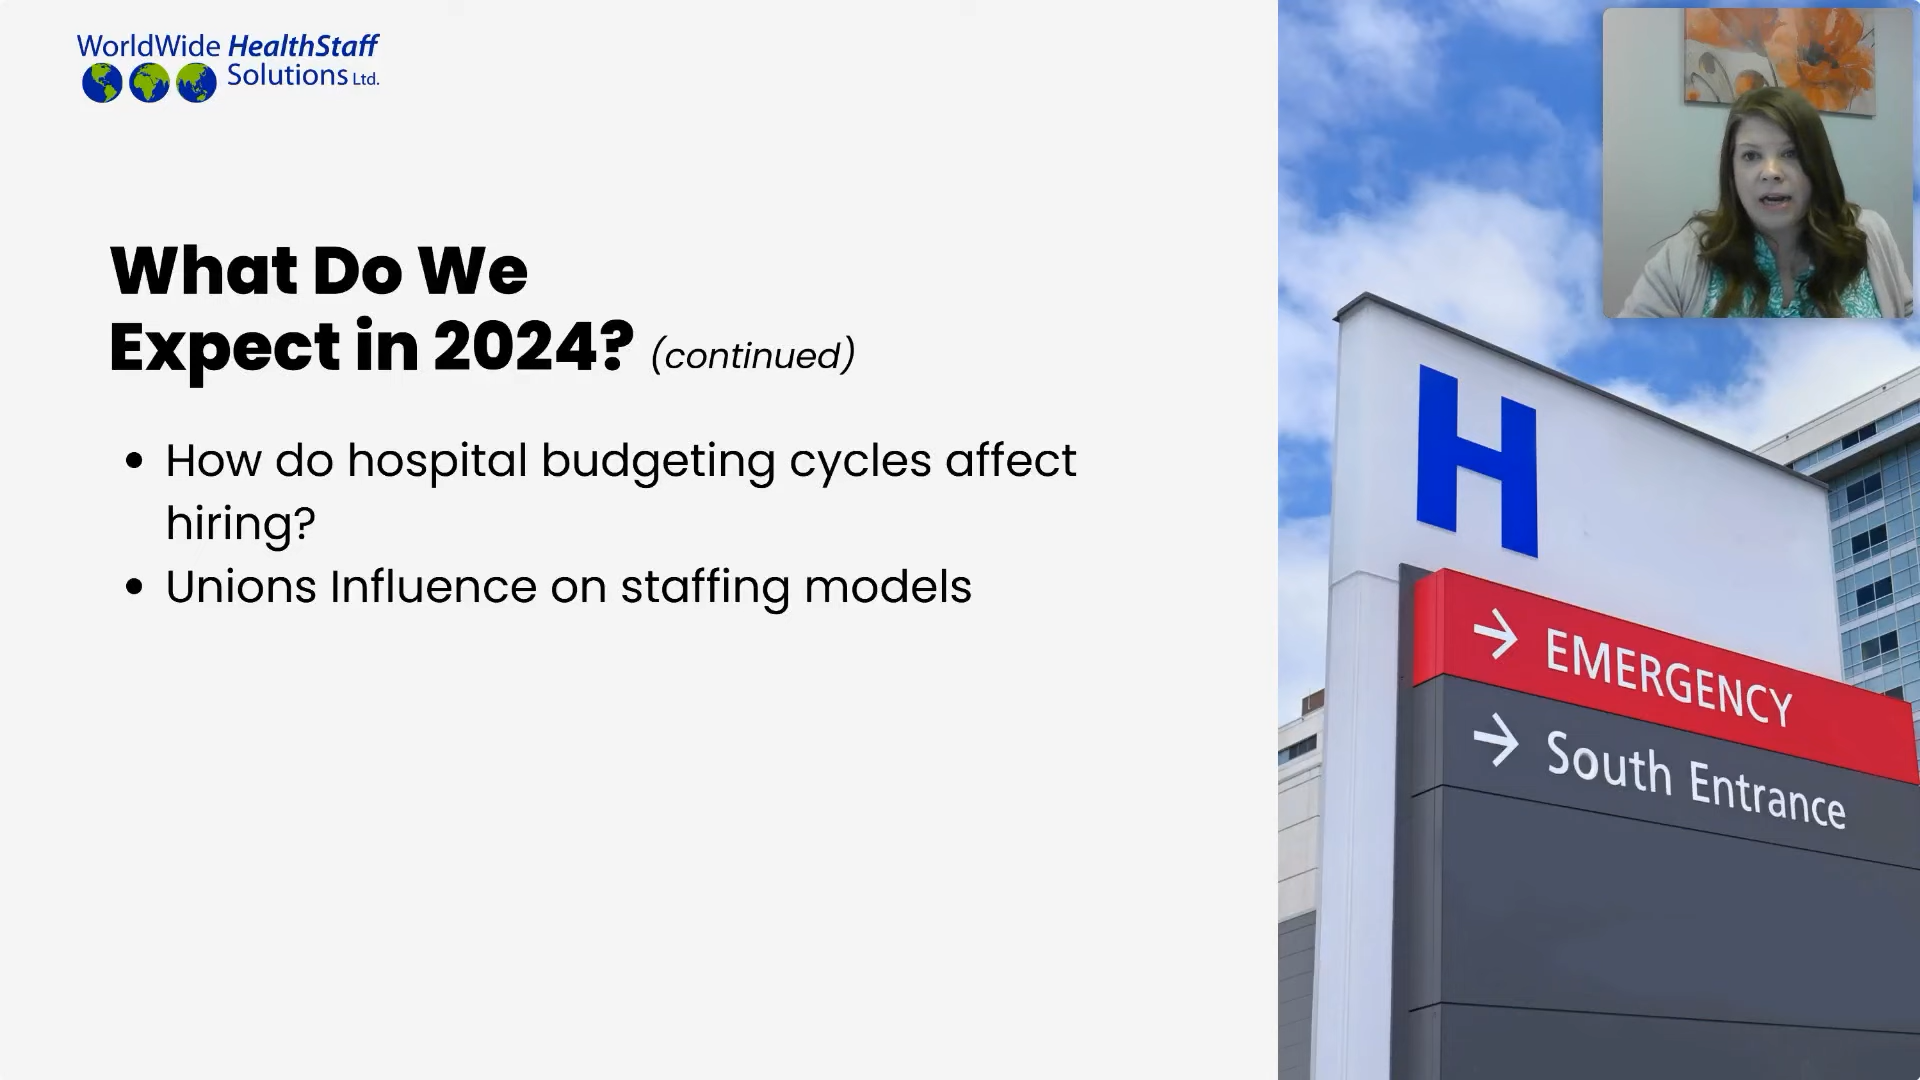 WorldWide HealthStaff
Solutions Ltd.
What Do We
Expect in 2024? (continued)
• How do hospital budgeting cycles affect
hiring?
• Unions Influence on staffing models
H
→ EMERGENCY
→ South Entrance